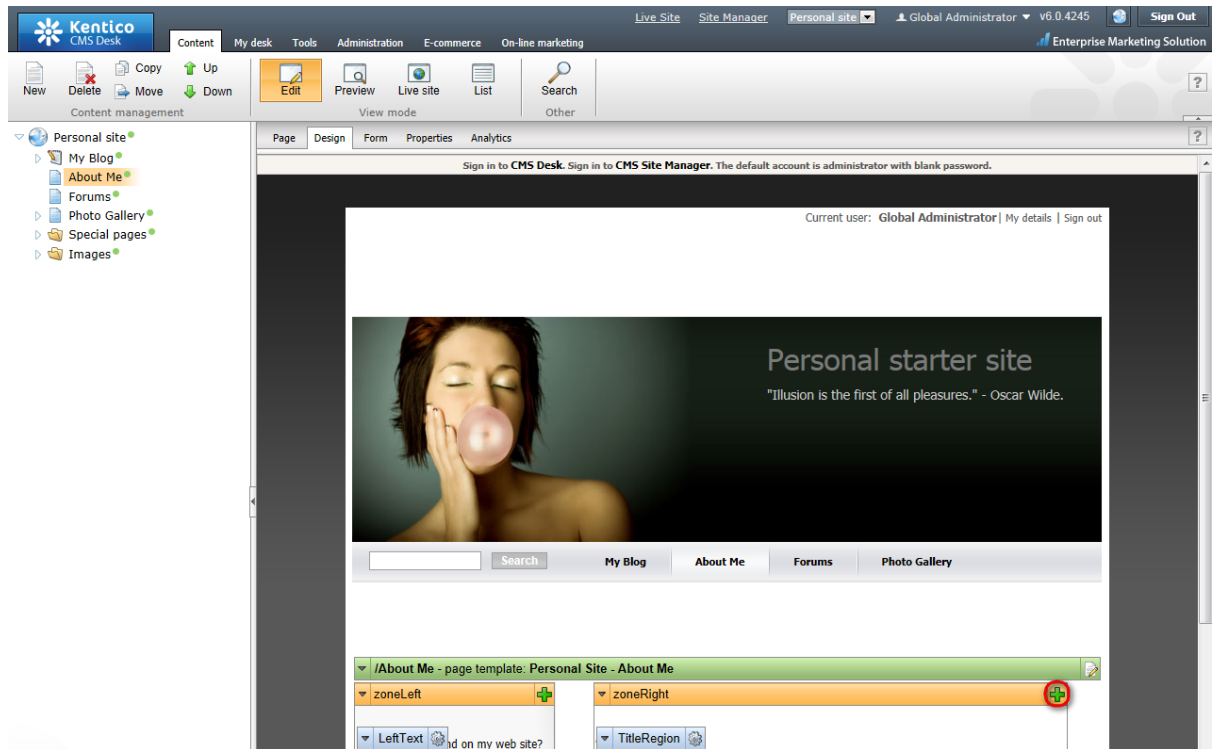 Kentico
CMS Desk
Live Site Site Manager Personal site Global Administrator v6.0.4245 Sign Out
Content My desk Tools Administration E-commerce On-line marketing Enterprise Marketing Solution
New Delete Copy Move Up Down
Content management
Edit Preview Live site List
View mode
Search
Other
?
Personal site
My Blog
About Me
Forums
Photo Gallery
Special pages
Images
Page Design Form Properties Analytics ?
Sign in to CMS Desk. Sign in to CMS Site Manager. The default account is administrator with blank password.
Current user: Global Administrator| My details | Sign out
Personal starter site
"Illusion is the first of all pleasures." - Oscar Wilde.
Search My Blog About Me Forums Photo Gallery
/About Me - page template: Personal Site - About Me
zoneLeft zoneRight
LeftText nd on my web site? TitleRegion